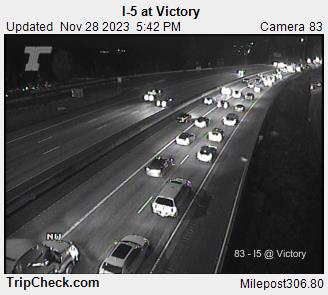 I-5 at Victory
Updated Nov 28 2023 5:42 PM Camera 83
T
NW
83 - I5 @ Victory
TripCheck.com Milepost306.80